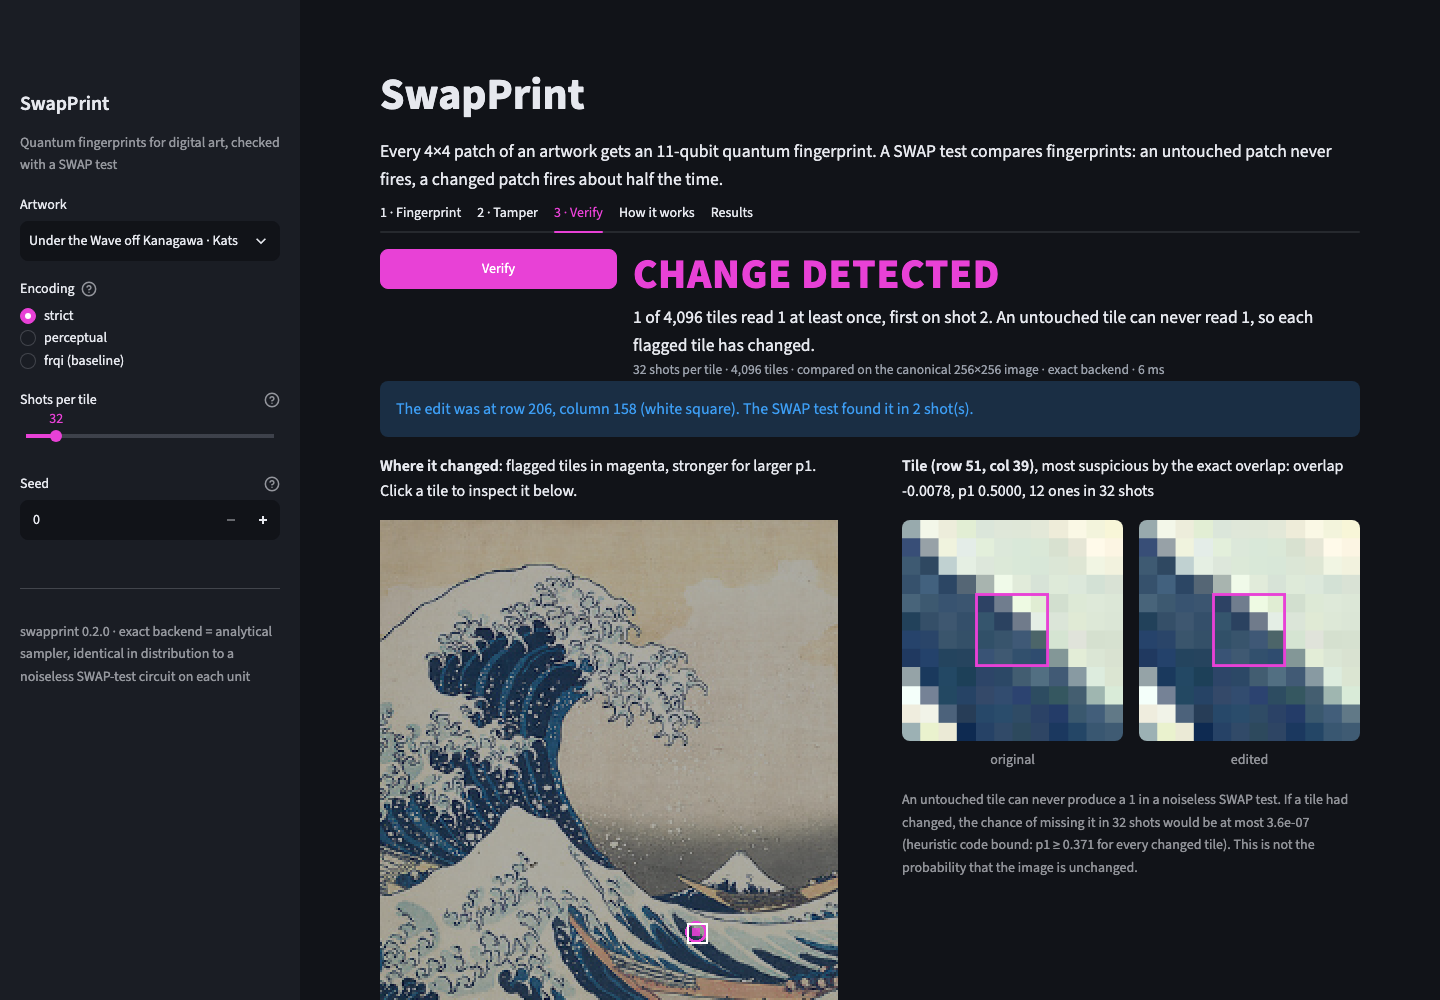 SwapPrint
Quantum fingerprints for digital art, checked
with a SWAP test
Artwork
Under the Wave off Kanagawa · Kats
Encoding
strict
perceptual
frqi (baseline)
Shots per tile
32
Seed
0
swapprint 0.2.0 · exact backend = analytical
sampler, identical in distribution to a
noiseless SWAP-test circuit on each unit
SwapPrint
Every 4×4 patch of an artwork gets an 11-qubit quantum fingerprint. A SWAP test compares fingerprints: an untouched patch never
fires, a changed patch fires about half the time.
1 · Fingerprint 2 · Tamper 3 · Verify How it works Results
Verify
CHANGE DETECTED
1 of 4,096 tiles read 1 at least once, first on shot 2. An untouched tile can never read 1, so each
flagged tile has changed.
32 shots per tile · 4,096 tiles · compared on the canonical 256×256 image · exact backend · 6 ms
The edit was at row 206, column 158 (white square). The SWAP test found it in 2 shot(s).
Where it changed: flagged tiles in magenta, stronger for larger p1.
Click a tile to inspect it below.
Tile (row 51, col 39), most suspicious by the exact overlap: overlap
-0.0078, p1 0.5000, 12 ones in 32 shots
original
edited
An untouched tile can never produce a 1 in a noiseless SWAP test. If a tile had
changed, the chance of missing it in 32 shots would be at most 3.6e-07
(heuristic code bound: p1 ≥ 0.371 for every changed tile). This is not the
probability that the image is unchanged.